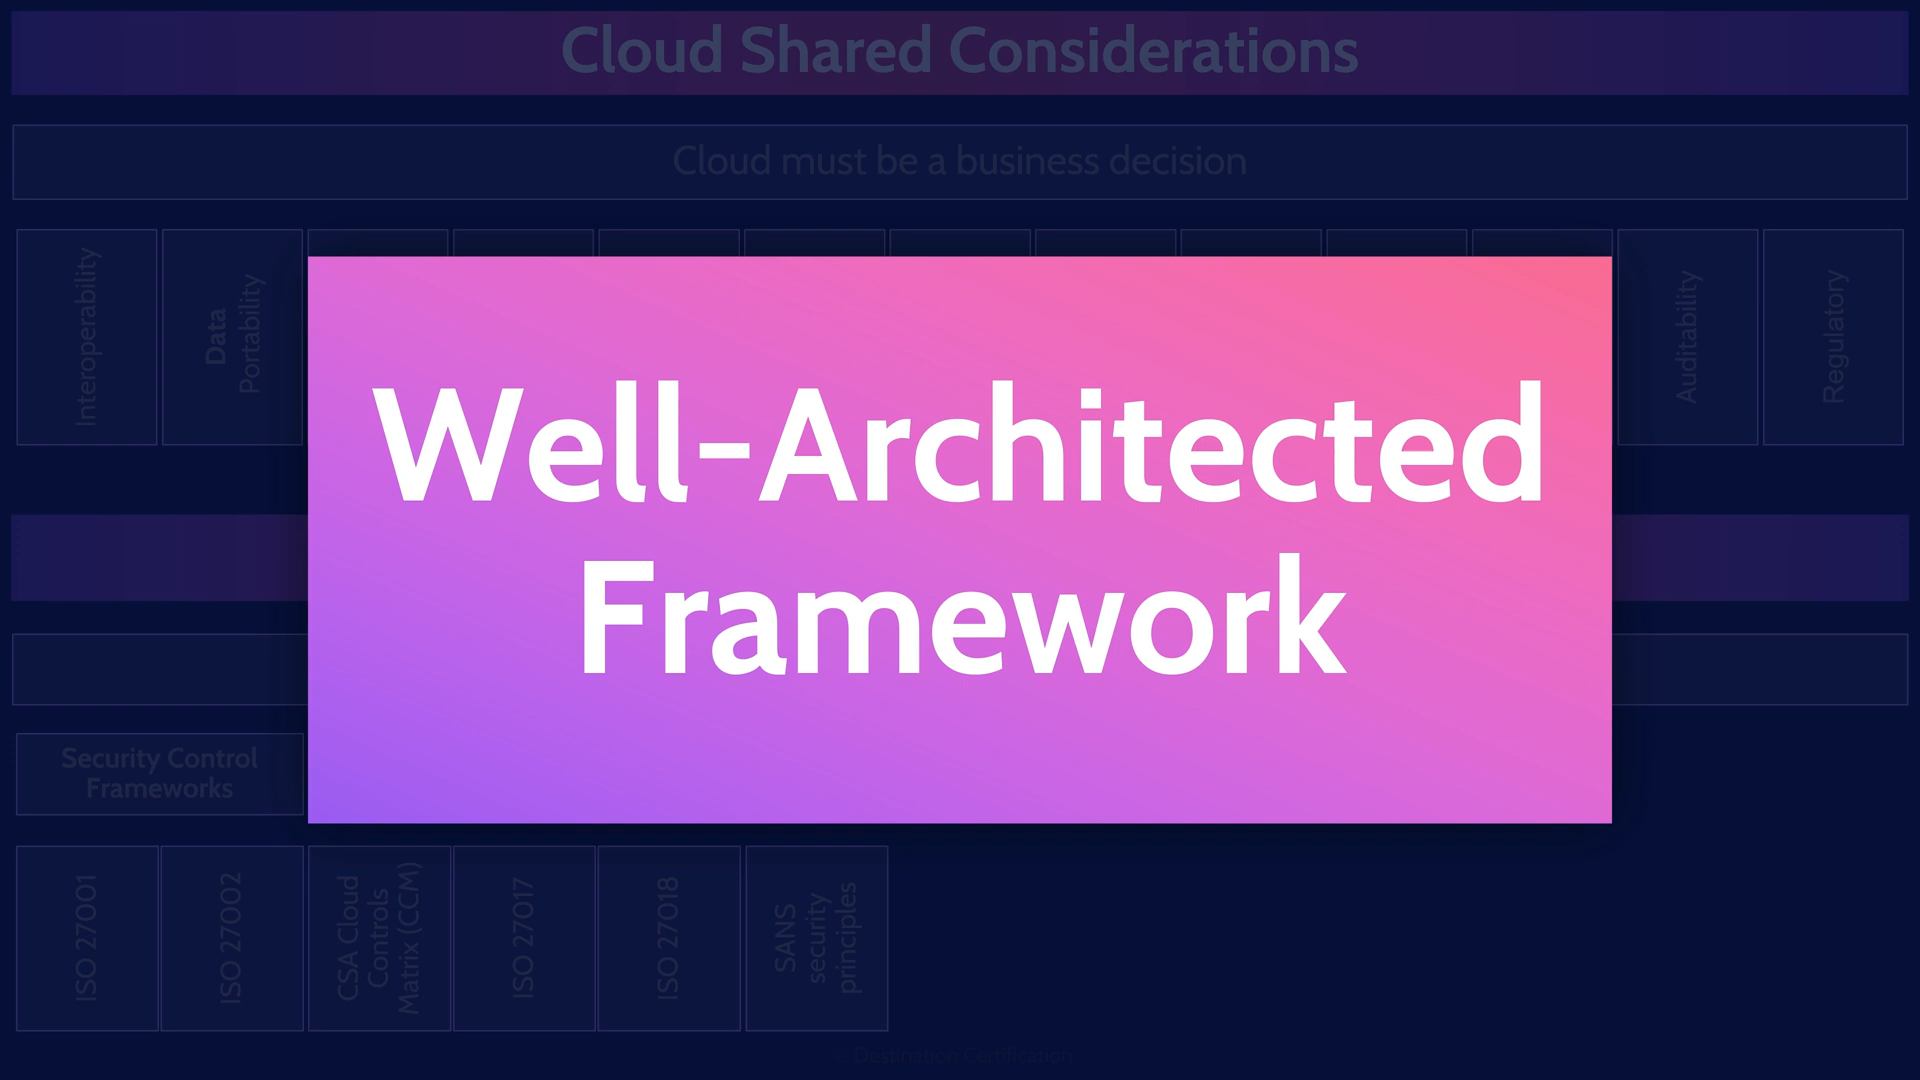 Cloud Shared Considerations
Cloud must be a business decision
Interoperability
Data
Portability
Auditability
Regulatory
Well-Architected
Framework
Security Control
Frameworks
ISO 27001
ISO 27002
CSA Cloud
Controls
Matrix (CCM)
ISO 27017
ISO 27018
SANS
security
principles
© Destination Certification